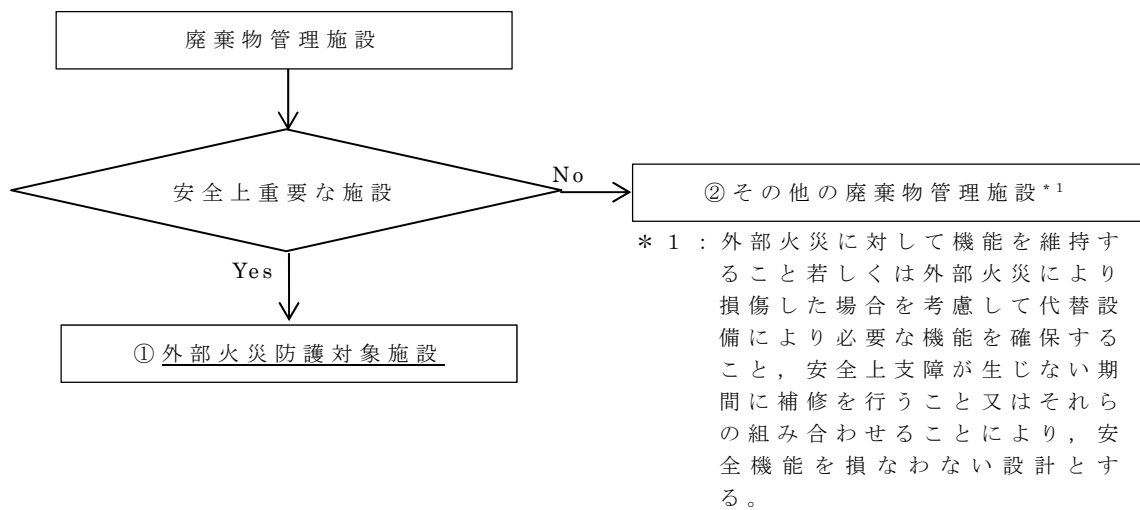 廃棄物管理施設
安全上重要な施設
No
②その他の廃棄物管理施設*1
*1:外部火災に対して機能を維持す
ること若しくは外部火災により
損傷した場合を考慮して代替設
備により必要な機能を確保する
こと，安全上支障が生じない期
間に補修を行うこと又はそれら
の組み合わせることにより，安
全機能を損なわない設計とす
る。
Yes
①外部火災防護対象施設